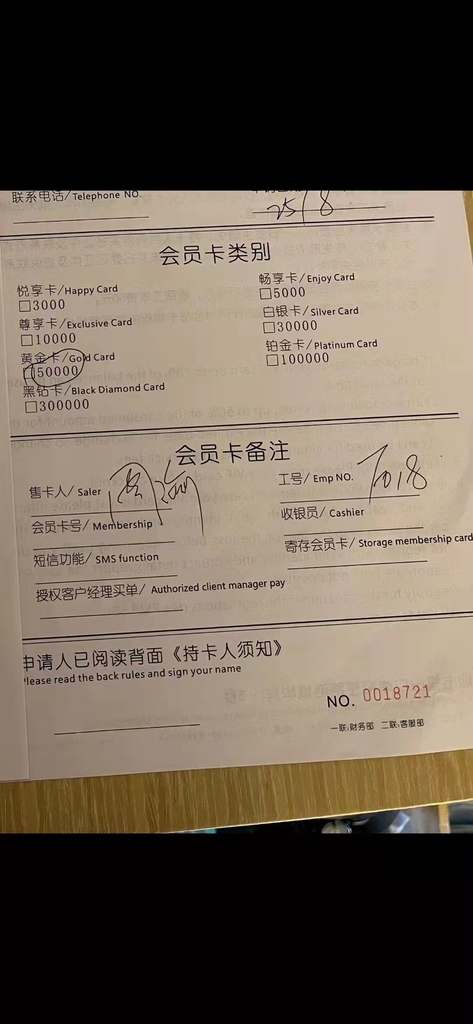 联系电话/Telephone NO.
25/8
会员卡类别
悦享卡/Happy Card
畅享卡/Enjoy Card
□3000
□5000
尊享卡/Exclusive Card
白银卡/Silver Card
□10000
□30000
黄金卡/Gold Card
铂金卡/Platinum Card
□50000
□100000
黑钻卡/Black Diamond Card
□300000
会员卡备注
售卡人/Saler
工号/Emp NO. 7018
会员卡号/Membership
收银员/Cashier
短信功能/SMS function
寄存会员卡/Storage membership card
授权客户经理买单/Authorized client manager pay
申请人已阅读背面《持卡人须知》
Please read the back rules and sign your name
NO. 0018721
一联:财务部 二联:客服部